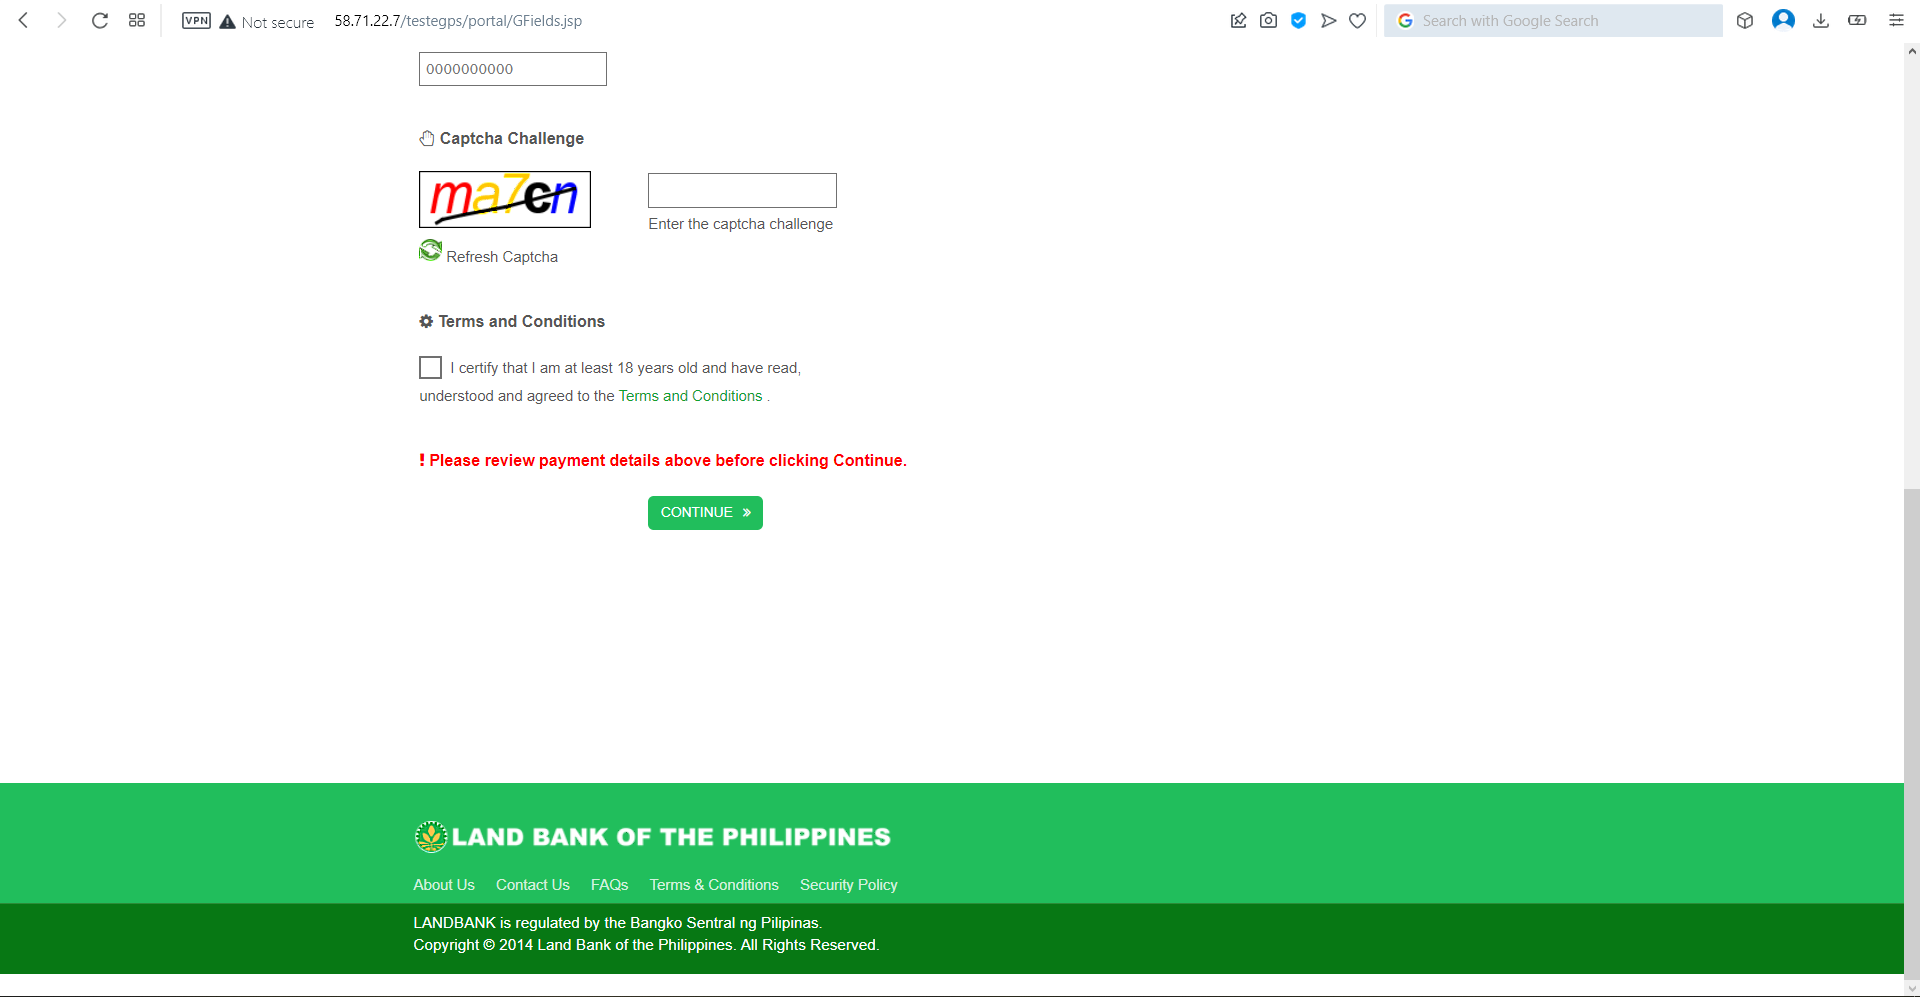 VPN Not secure 58.71.22.7/testegps/portal/GFields.jsp Search with Google Search
0000000000
Captcha Challenge
ma7cn
Enter the captcha challenge
Refresh Captcha
Terms and Conditions
I certify that I am at least 18 years old and have read,
understood and agreed to the Terms and Conditions .
! Please review payment details above before clicking Continue.
CONTINUE »
LAND BANK OF THE PHILIPPINES
About Us Contact Us FAQs Terms & Conditions Security Policy
LANDBANK is regulated by the Bangko Sentral ng Pilipinas.
Copyright © 2014 Land Bank of the Philippines. All Rights Reserved.